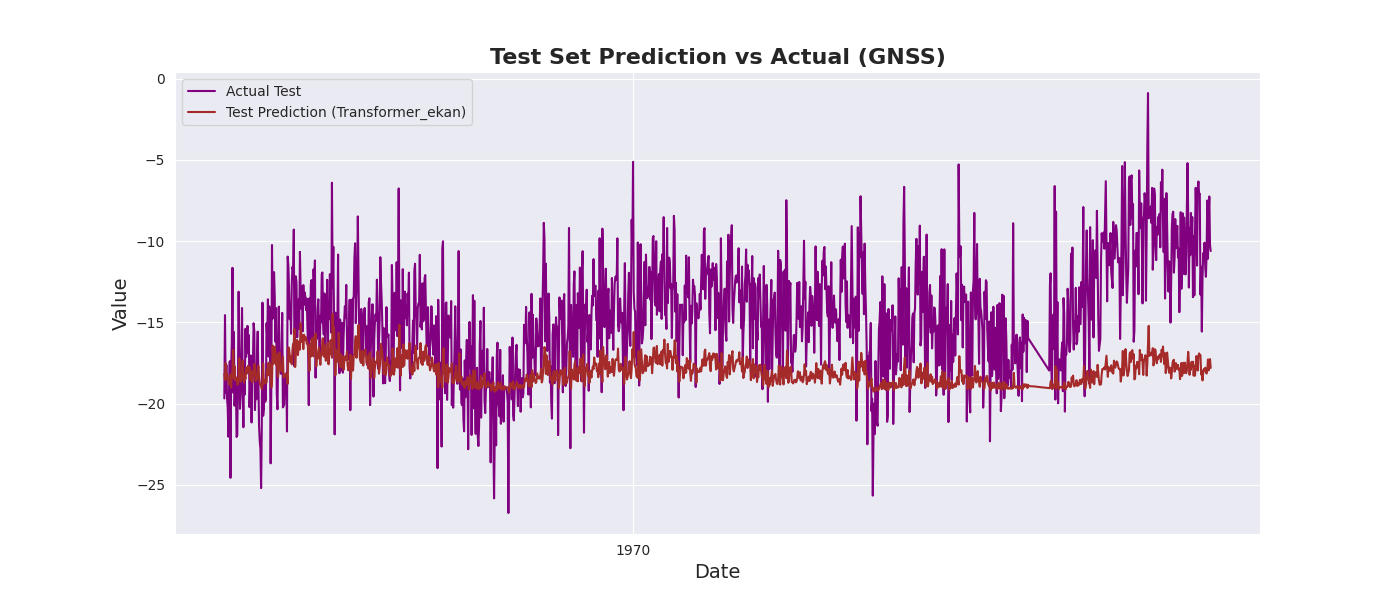 Test Set Prediction vs Actual (GNSS)
Actual Test
Test Prediction (Transformer_ekan)
0
−5
−10
−15
−20
−25
Value
1970
Date